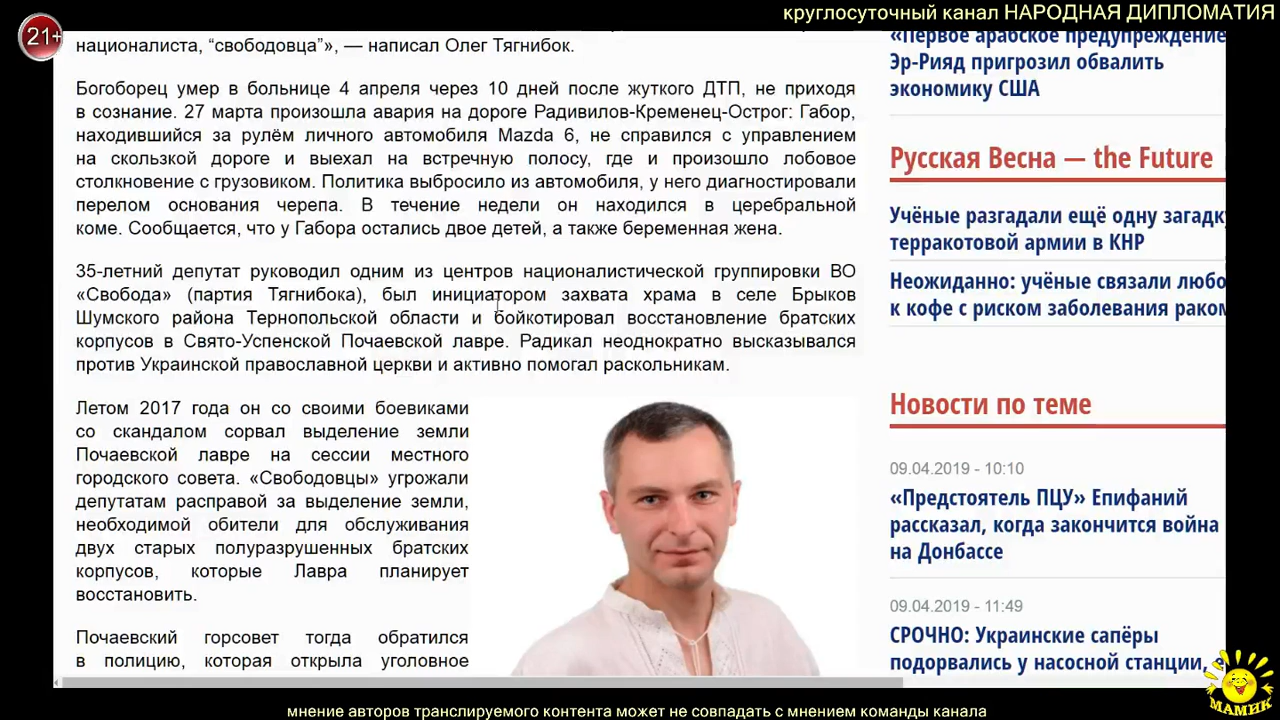 круглосуточный канал НАРОДНАЯ ДИПЛОМАТИЯ
21+
националиста, “свободовца”», — написал Олег Тягнибок.
Богоборец умер в больнице 4 апреля через 10 дней после жуткого ДТП, не приходя
в сознание. 27 марта произошла авария на дороге Радивилов-Кременец-Острог: Габор,
находившийся за рулём личного автомобиля Mazda 6, не справился с управлением
на скользкой дороге и выехал на встречную полосу, где и произошло лобовое
столкновение с грузовиком. Политика выбросило из автомобиля, у него диагностировали
перелом основания черепа. В течение недели он находился в церебральной
коме. Сообщается, что у Габора остались двое детей, а также беременная жена.
35-летний депутат руководил одним из центров националистической группировки ВО
«Свобода» (партия Тягнибока), был инициатором захвата храма в селе Брыков
Шумского района Тернопольской области и бойкотировал восстановление братских
корпусов в Свято-Успенской Почаевской лавре. Радикал неоднократно высказывался
против Украинской православной церкви и активно помогал раскольникам.
Летом 2017 года он со своими боевиками
со скандалом сорвал выделение земли
Почаевской лавре на сессии местного
городского совета. «Свободовцы» угрожали
депутатам расправой за выделение земли,
необходимой обители для обслуживания
двух старых полуразрушенных братских
корпусов, которые Лавра планирует
восстановить.
Почаевский горсовет тогда обратился
в полицию, которая открыла уголовное
«Первое арабское предупреждение
Эр-Рияд пригрозил обвалить
экономику США
Русская Весна — the Future
Учёные разгадали ещё одну загадк
терракотовой армии в КНР
Неожиданно: учёные связали любо
к кофе с риском заболевания раком
Новости по теме
09.04.2019 - 10:10
«Предстоятель ПЦУ» Епифаний
рассказал, когда закончится война
на Донбассе
09.04.2019 - 11:49
СРОЧНО: Украинские сапёры
подорвались у насосной станции,
МАМИК
мнение авторов транслируемого контента может не совпадать с мнением команды канала